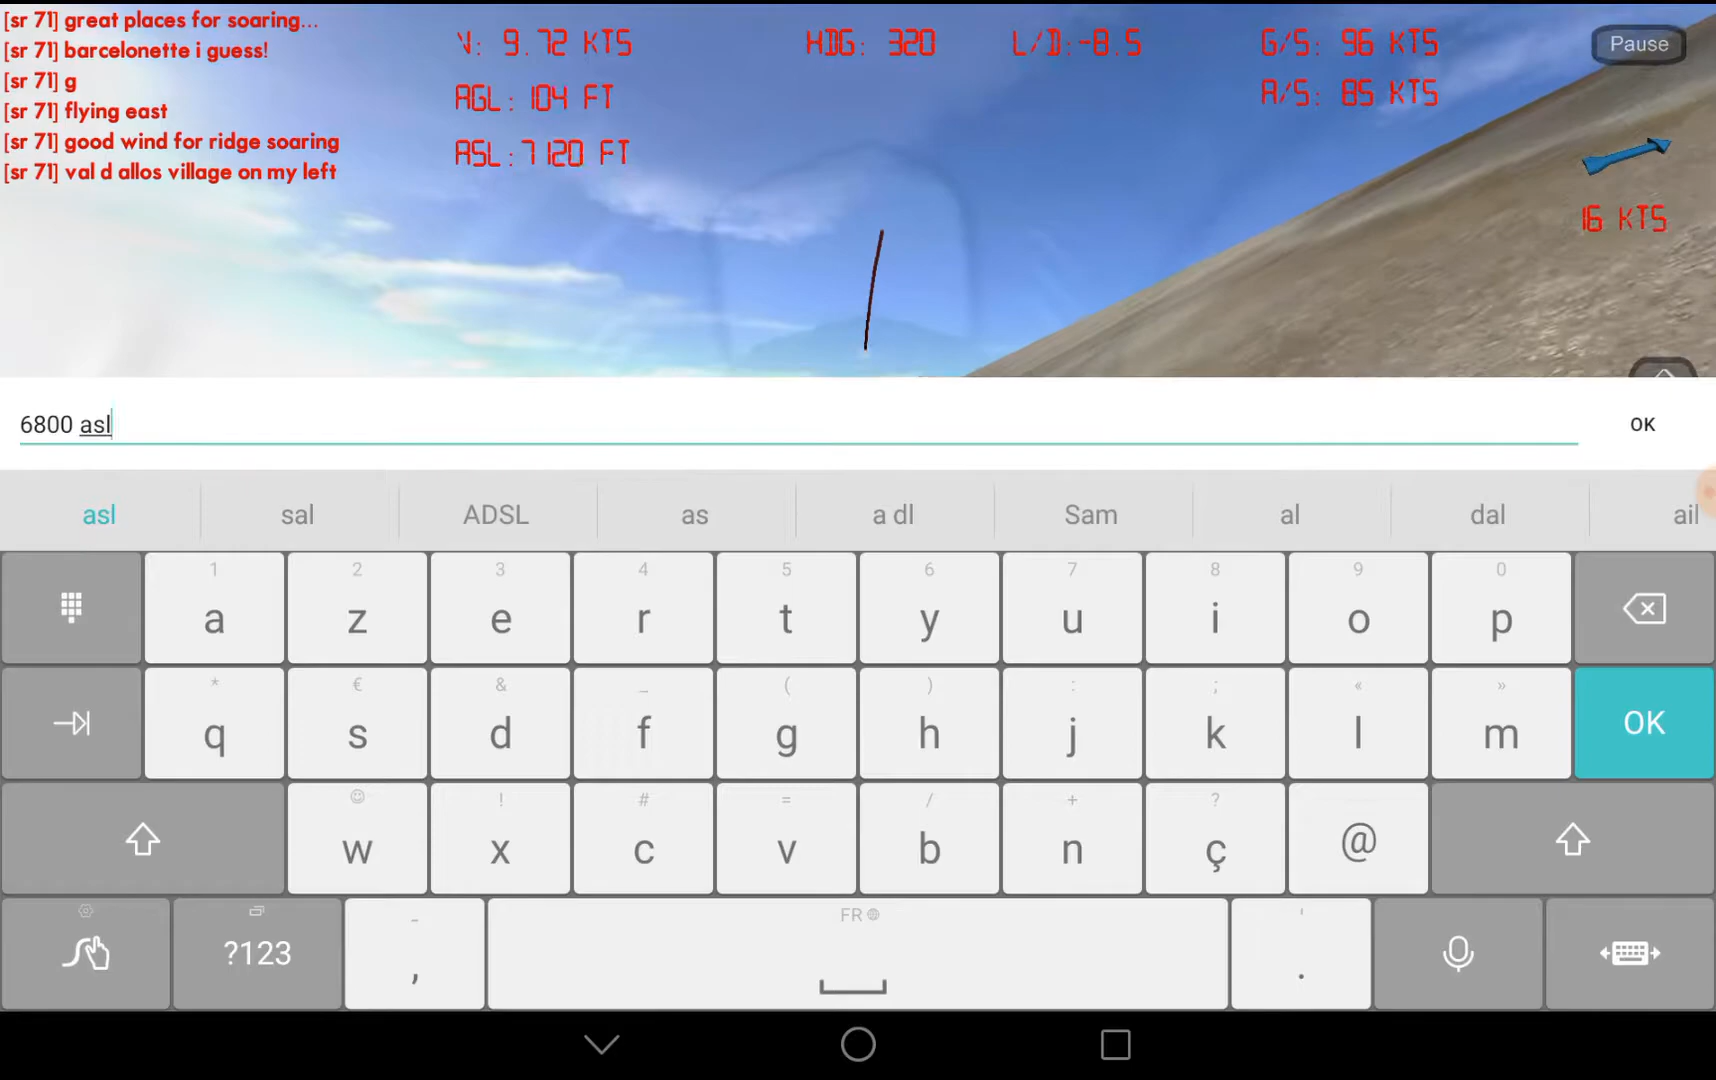 [sr 71] great places for soaring...
[sr 71] barcelonette i guess!
[sr 71] g
[sr 71] flying east
[sr 71] good wind for ridge soaring
[sr 71] val d allos village on my left
V: 9.72 KTS
AGL: 104 FT
ASL:7120 FT
HDG: 320
L/D:-8.5
G/S: 96 KTS
A/S: 85 KTS
Pause
16 KTS
6800 asl
OK
asl sal ADSL as a dl Sam al dal ail
1 2 3 4 5 6 7 8 9 0
a z e r t y u i o p
* € & _ ( ) : ; « »
q s d f g h j k l m OK
! # = / + ?
w x c v b n ç @
- FR '
?123 , .